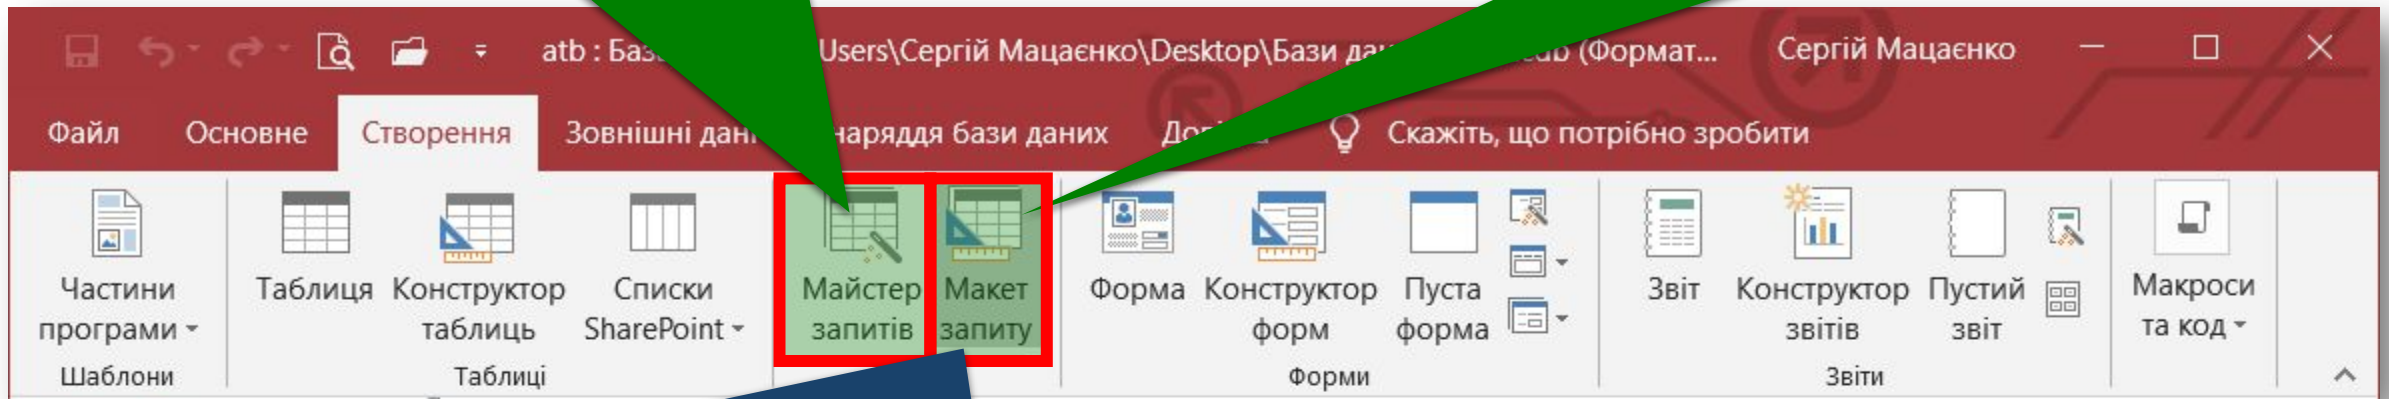 atb : Баз Users\Сергій Мацаєнко\Desktop\Бази да (Формат... Сергій Мацаєнко
Файл Основне Створення Зовнішні дан наряддя бази даних Скажіть, що потрібно зробити
Частини програми Таблиця Конструктор таблиць Списки SharePoint Майстер запитів Макет запиту Форма Конструктор форм Пуста форма Звіт Конструктор звітів Пустий звіт Макроси та код
Шаблони Таблиці Форми Звіти